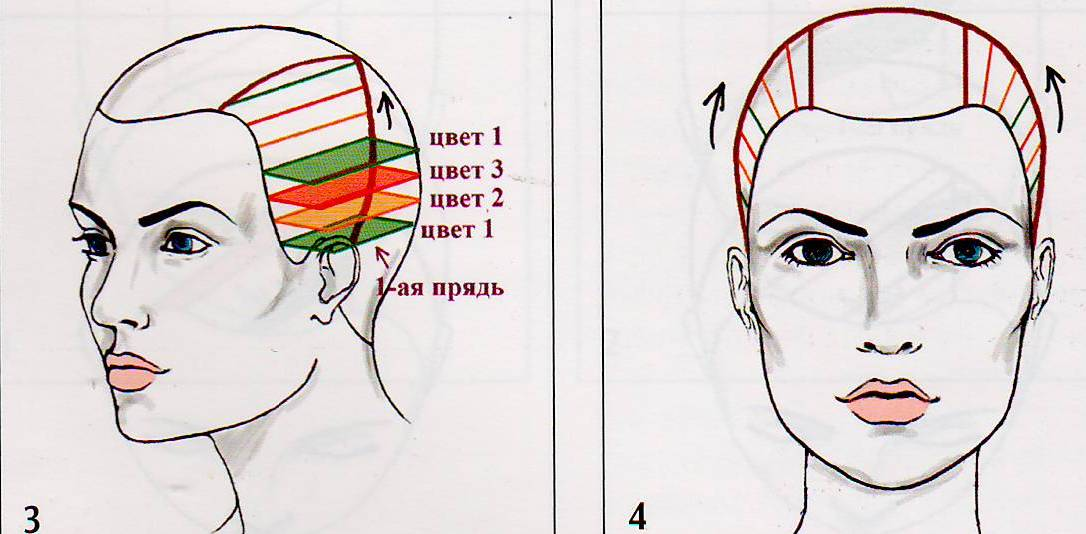 цвет 1
цвет 3
цвет 2
цвет 1
1-ая прядь
3
4